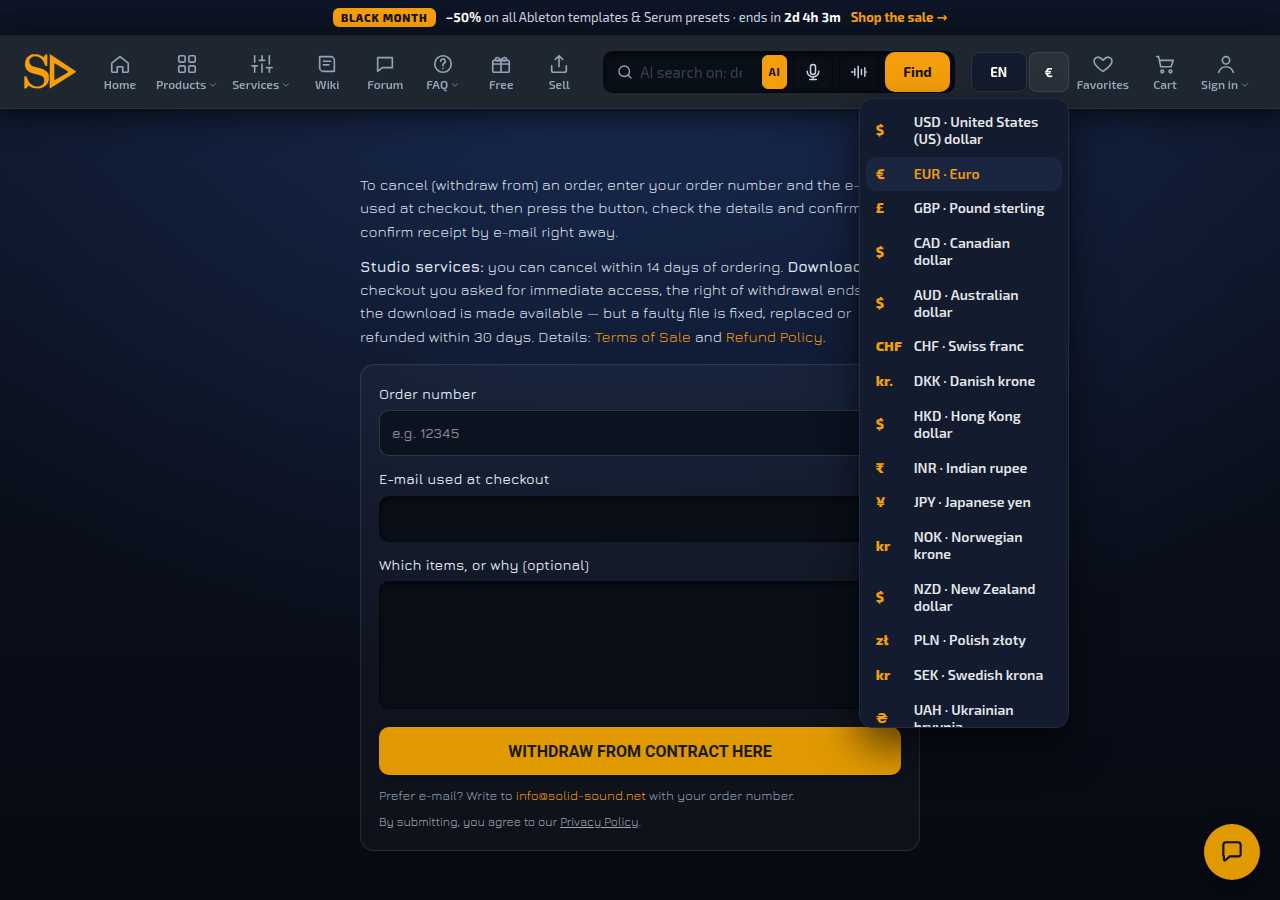 BLACK MONTH −50% on all Ableton templates & Serum presets · ends in 2d 4h 3m Shop the sale →
Home Products Services Wiki Forum FAQ Free Sell
AI search on: dr AI Find EN € Favorites Cart Sign in
To cancel (withdraw from) an order, enter your order number and the e-
used at checkout, then press the button, check the details and confirm
confirm receipt by e-mail right away.
Studio services: you can cancel within 14 days of ordering. Download
checkout you asked for immediate access, the right of withdrawal ends
the download is made available — but a faulty file is fixed, replaced or
refunded within 30 days. Details: Terms of Sale and Refund Policy.
Order number
e.g. 12345
E-mail used at checkout
Which items, or why (optional)
WITHDRAW FROM CONTRACT HERE
Prefer e-mail? Write to info@solid-sound.net with your order number.
By submitting, you agree to our Privacy Policy.
$ USD · United States
(US) dollar
€ EUR · Euro
£ GBP · Pound sterling
$ CAD · Canadian
dollar
$ AUD · Australian
dollar
CHF CHF · Swiss franc
kr. DKK · Danish krone
$ HKD · Hong Kong
dollar
₹ INR · Indian rupee
¥ JPY · Japanese yen
kr NOK · Norwegian
krone
$ NZD · New Zealand
dollar
zł PLN · Polish złoty
kr SEK · Swedish krona
₴ UAH · Ukrainian